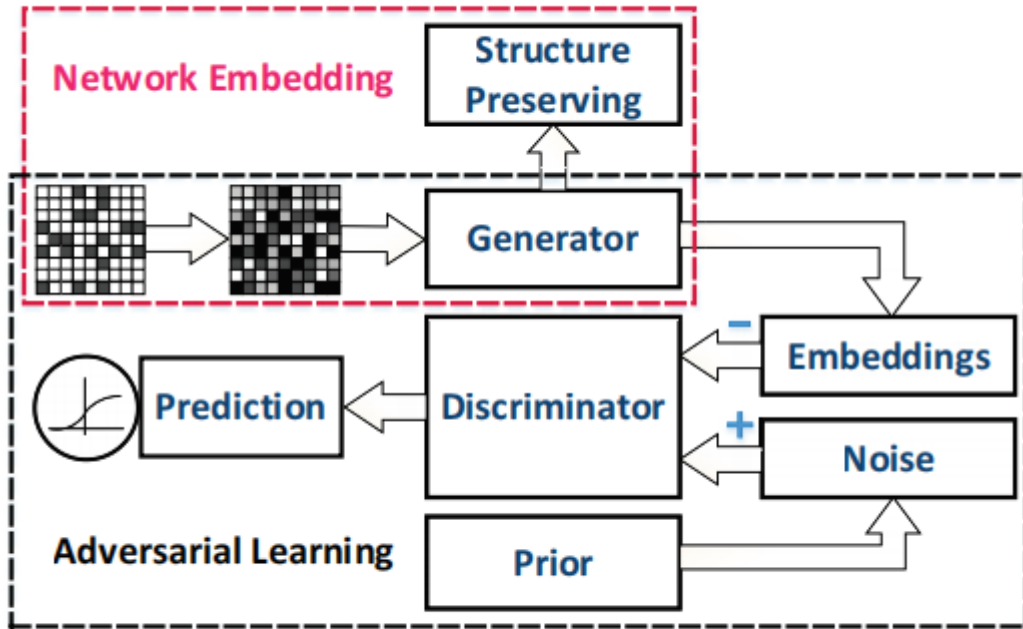 Structure
Preserving
Network Embedding
Generator
−
Embeddings
Prediction
Discriminator
+
Noise
Adversarial Learning
Prior